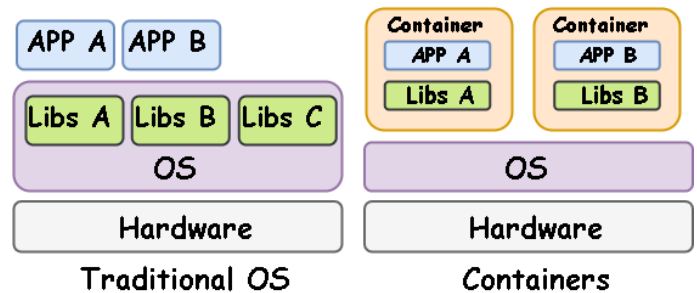 APP A
APP B
Libs A
Libs B
Libs C
OS
Hardware
Traditional OS
Container
APP A
Libs A
Container
APP B
Libs B
OS
Hardware
Containers